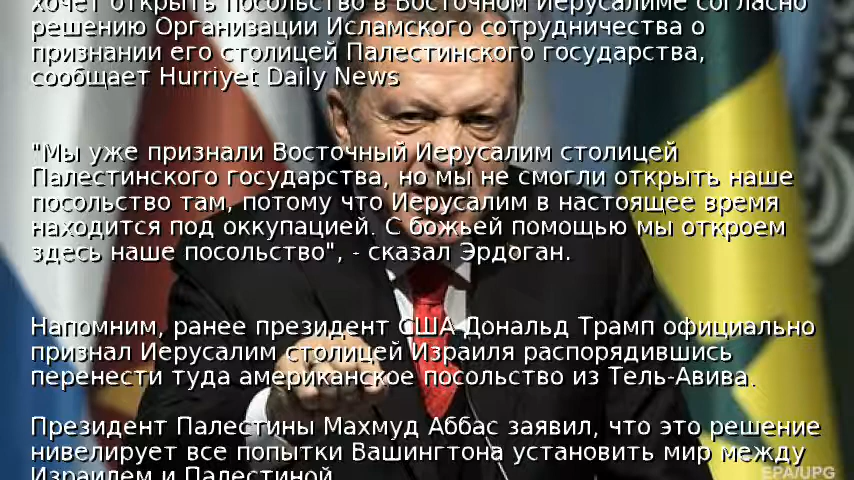 хочет открыть посольство в Восточном Иерусалиме согласно
решению Организации Исламского сотрудничества о
признании его столицей Палестинского государства,
сообщает Hurriyet Daily News
"Мы уже признали Восточный Иерусалим столицей
Палестинского государства, но мы не смогли открыть наше
посольство там, потому что Иерусалим в настоящее время
находится под оккупацией. С божьей помощью мы откроем
здесь наше посольство", - сказал Эрдоган.
Напомним, ранее президент США Дональд Трамп официально
признал Иерусалим столицей Израиля распорядившись
перенести туда американское посольство из Тель-Авива.
Президент Палестины Махмуд Аббас заявил, что это решение
нивелирует все попытки Вашингтона установить мир между
Израилем и Палестиной
EPA/UPG